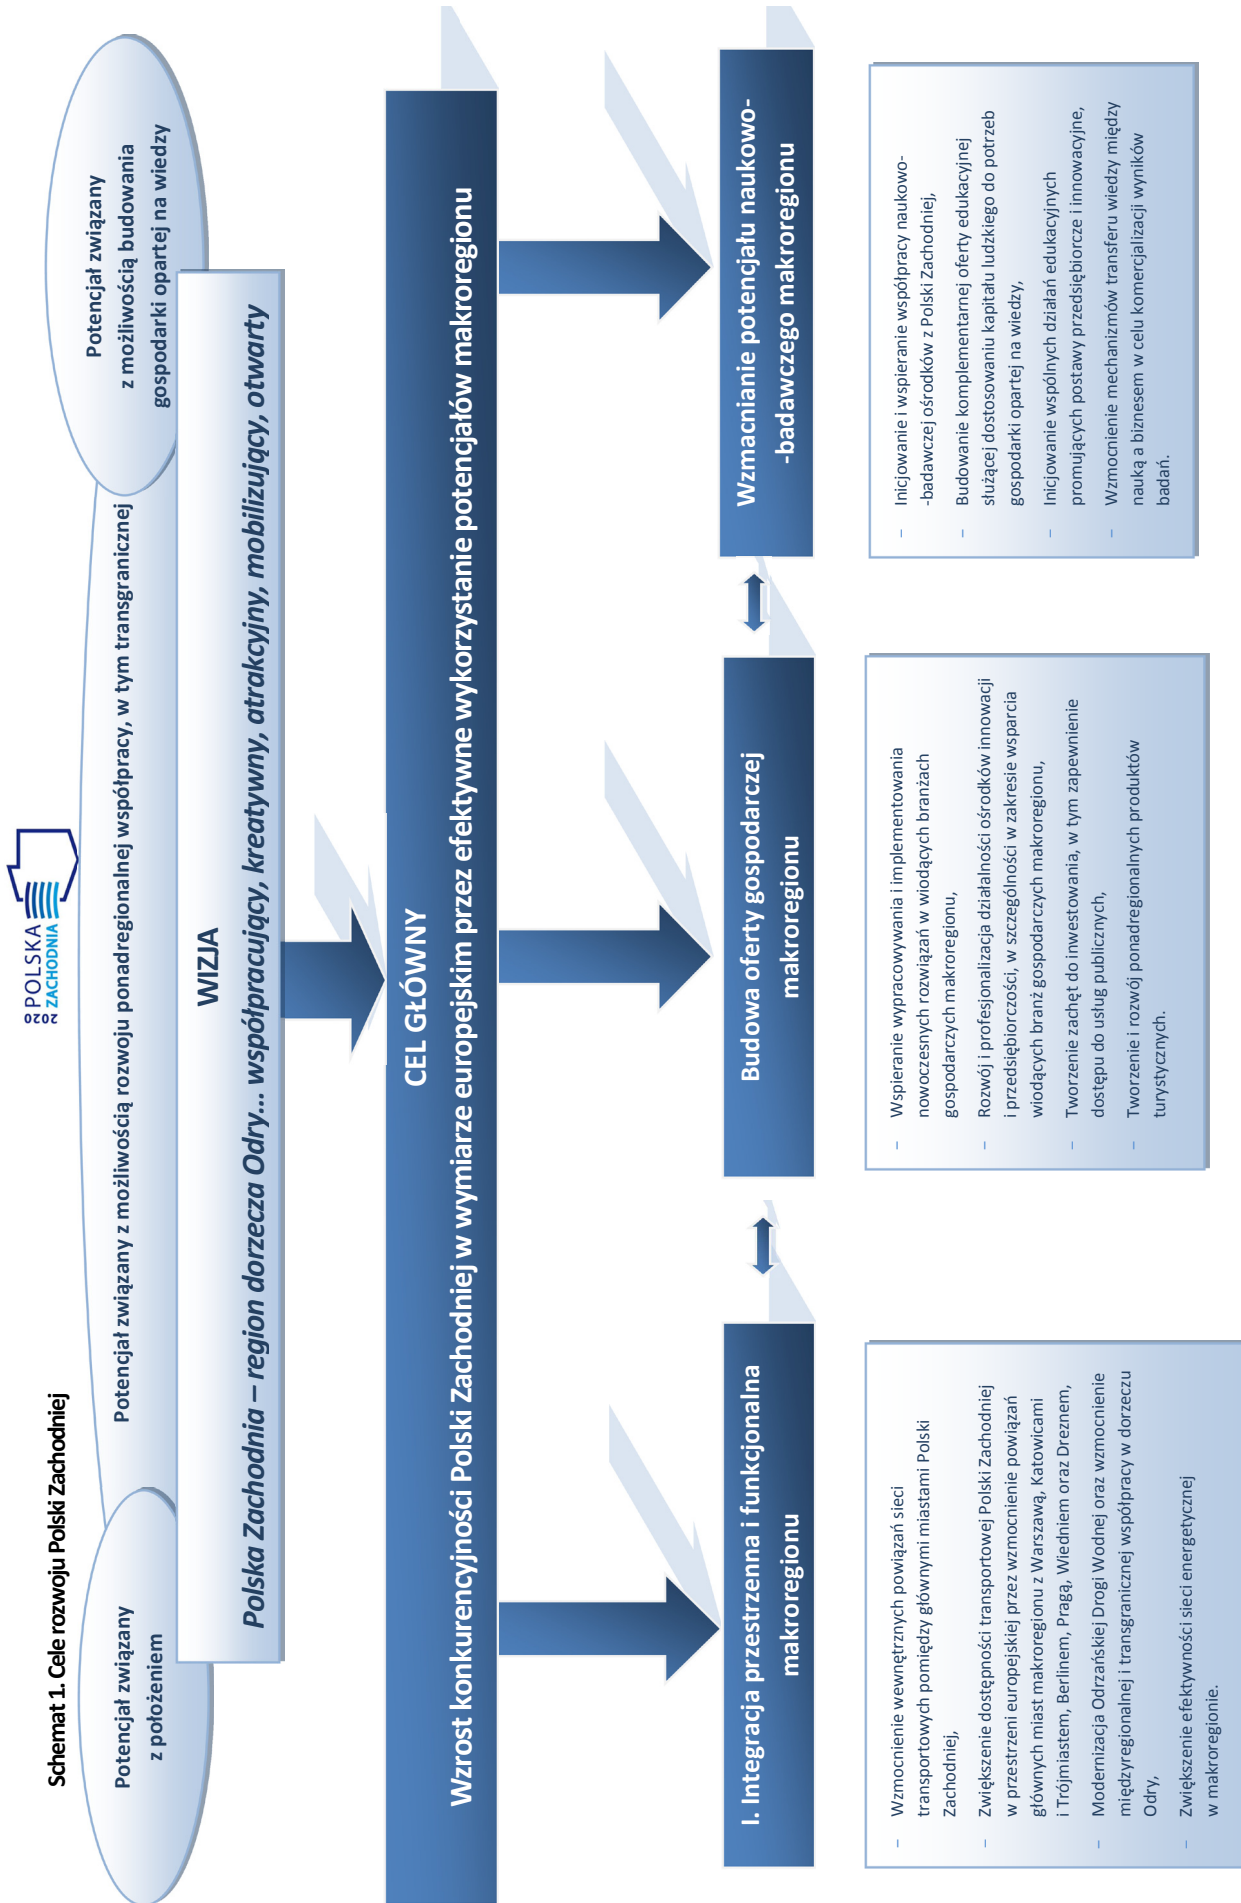 Schemat 1. Cele rozwoju Polski Zachodniej
2020
POLSKA
ZACHODNIA
Potencjał związany
z położeniem
Potencjał związany z możliwością rozwoju ponadregionalnej współpracy, w tym transgranicznej
Potencjał związany
z możliwością budowania
gospodarki opartej na wiedzy
WIZJA
Polska Zachodnia – region dorzecza Odry... współpracujący, kreatywny, atrakcyjny, mobilizujący, otwarty
CEL GŁÓWNY
Wzrost konkurencyjności Polski Zachodniej w wymiarze europejskim przez efektywne wykorzystanie potencjałów makroregionu
I. Integracja przestrzenna i funkcjonalna
makroregionu
– Wzmocnienie wewnętrznych powiązań sieci
transportowych pomiędzy głównymi miastami Polski
Zachodniej,
– Zwiększenie dostępności transportowej Polski Zachodniej
w przestrzeni europejskiej przez wzmocnienie powiązań
głównych miast makroregionu z Warszawą, Katowicami
i Trójmiastem, Berlinem, Pragą, Wiedniem oraz Dreznem,
– Modernizacja Odrzańskiej Drogi Wodnej oraz wzmocnienie
międzyregionalnej i transgranicznej współpracy w dorzeczu
Odry,
– Zwiększenie efektywności sieci energetycznej
w makroregionie.
Budowa oferty gospodarczej
makroregionu
– Wspieranie wypracowywania i implementowania
nowoczesnych rozwiązań w wiodących branżach
gospodarczych makroregionu,
– Rozwój i profesjonalizacja działalności ośrodków innowacji
i przedsiębiorczości, w szczególności w zakresie wsparcia
wiodących branż gospodarczych makroregionu,
– Tworzenie zachęt do inwestowania, w tym zapewnienie
dostępu do usług publicznych,
– Tworzenie i rozwój ponadregionalnych produktów
turystycznych.
Wzmacnianie potencjału naukowo-
-badawczego makroregionu
– Inicjowanie i wspieranie współpracy naukowo-
-badawczej ośrodków z Polski Zachodniej,
– Budowanie komplementarnej oferty edukacyjnej
służącej dostosowaniu kapitału ludzkiego do potrzeb
gospodarki opartej na wiedzy,
– Inicjowanie wspólnych działań edukacyjnych
promujących postawy przedsiębiorcze i innowacyjne,
– Wzmocnienie mechanizmów transferu wiedzy między
nauką a biznesem w celu komercjalizacji wyników
badań.